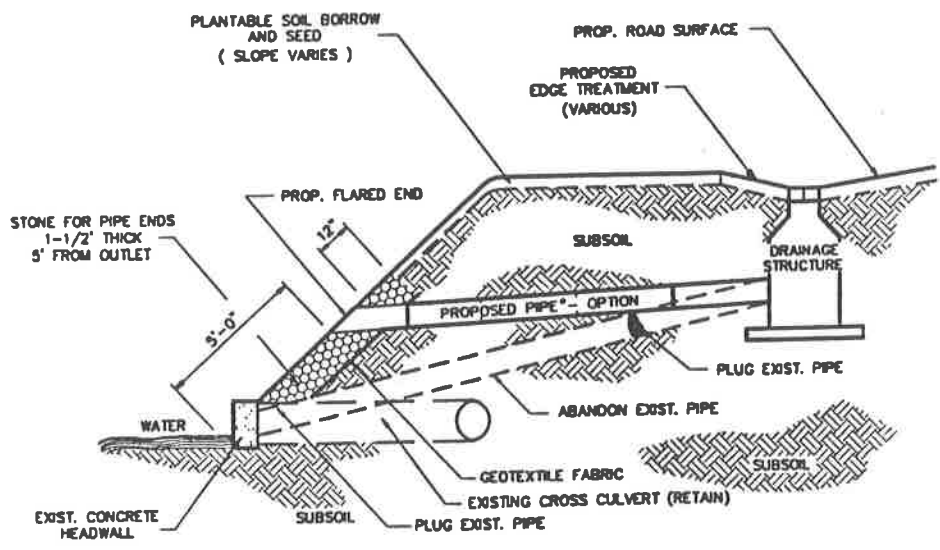 PLANTABLE SOIL BORROW
AND SEED
( SLOPE VARIES )
PROP. ROAD SURFACE
PROPOSED
EDGE TREATMENT
(VARIOUS)
PROP. FLARED END
STONE FOR PIPE ENDS
1-1/2' THICK
5' FROM OUTLET
12"
SUBSOIL
DRAINAGE
STRUCTURE
PROPOSED PIPE*- OPTION
5'-0"
PLUG EXIST. PIPE
ABANDON EXIST. PIPE
WATER
SUBSOIL
GEOTEXTILE FABRIC
EXISTING CROSS CULVERT (RETAIN)
SUBSOIL
PLUG EXIST. PIPE
EXIST. CONCRETE
HEADWALL